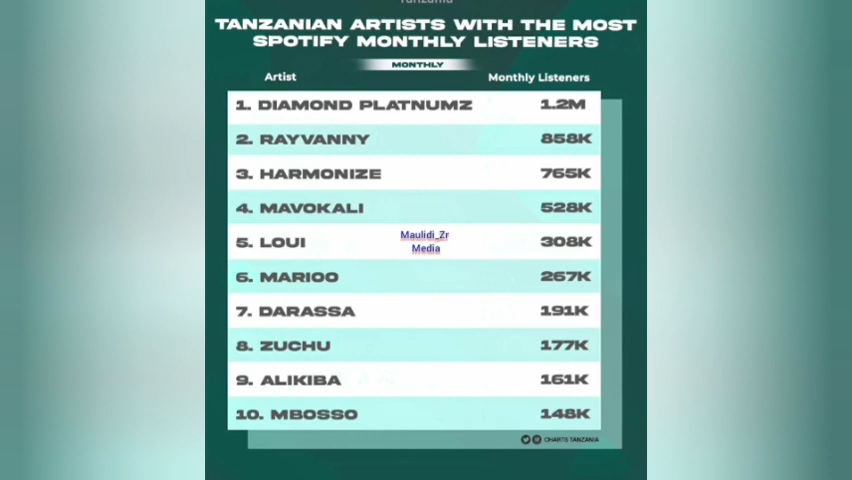 Tanzania
TANZANIAN ARTISTS WITH THE MOST
SPOTIFY MONTHLY LISTENERS
MONTHLY
Artist Monthly Listeners
1. DIAMOND PLATNUMZ 1.2M
2. RAYVANNY 858K
3. HARMONIZE 765K
4. MAVOKALI 528K
5. LOUI 308K
Maulidi_Zr
Media
6. MARIOO 267K
7. DARASSA 191K
8. ZUCHU 177K
9. ALIKIBA 161K
10. MBOSSO 148K
CHARTS TANZANIA